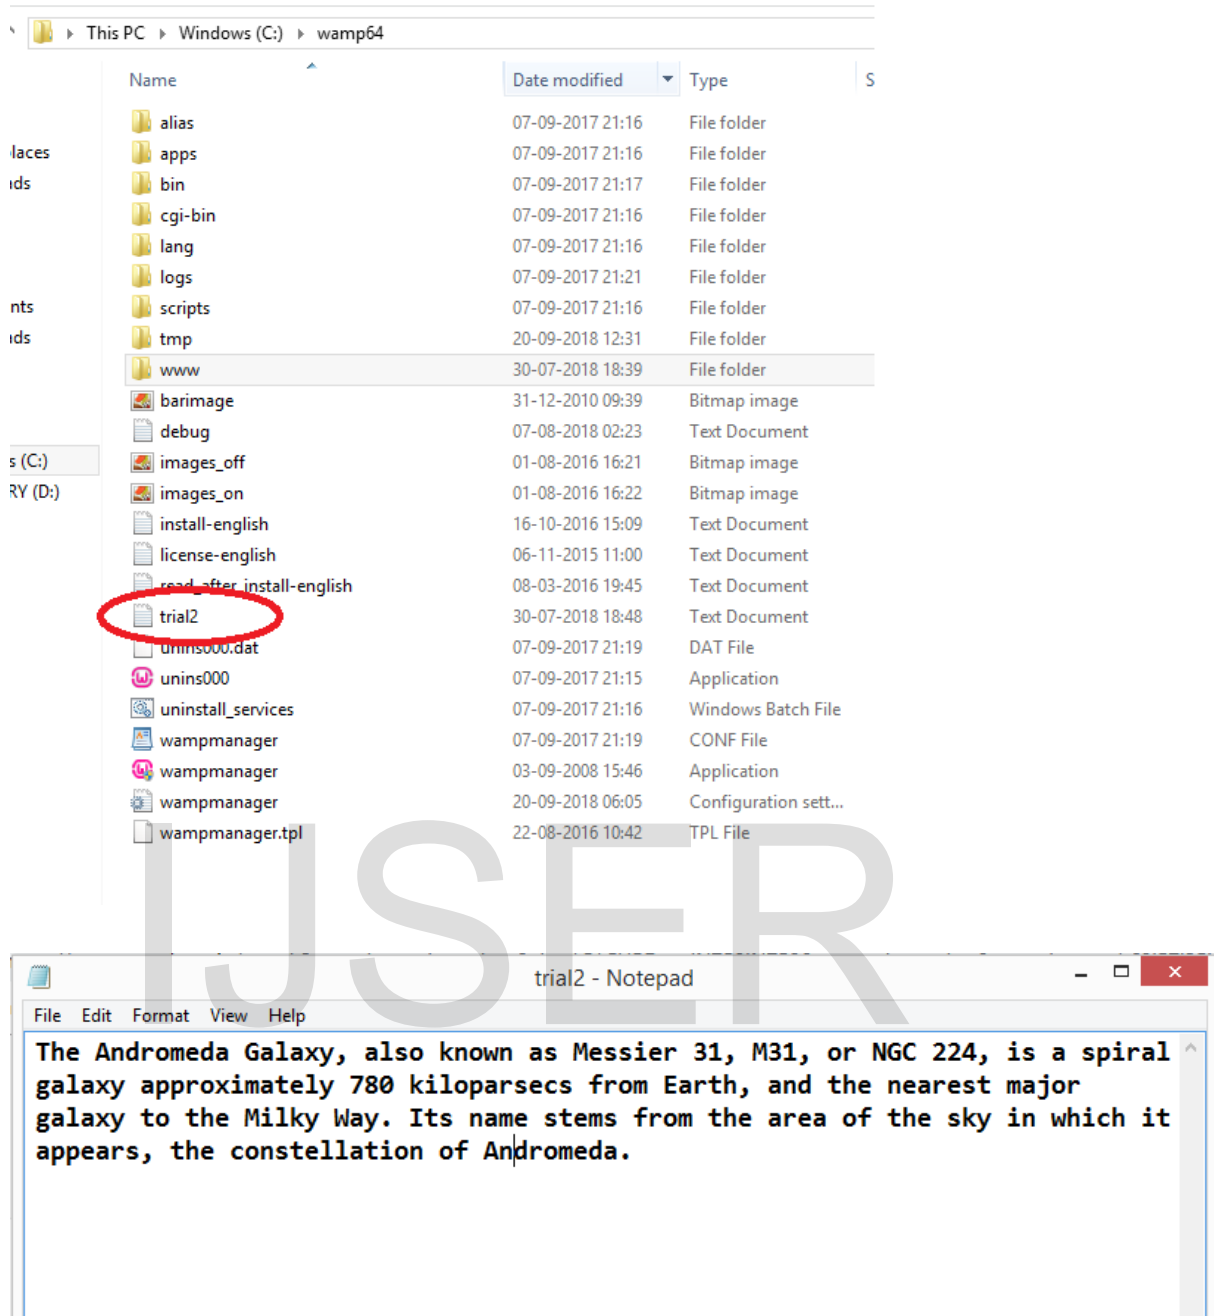 This PC Windows (C:) wamp64
Name Date modified Type S
alias 07-09-2017 21:16 File folder
laces apps 07-09-2017 21:16 File folder
ds bin 07-09-2017 21:17 File folder
cgi-bin 07-09-2017 21:16 File folder
lang 07-09-2017 21:16 File folder
logs 07-09-2017 21:21 File folder
nts scripts 07-09-2017 21:16 File folder
ds tmp 20-09-2018 12:31 File folder
www 30-07-2018 18:39 File folder
barimage 31-12-2010 09:39 Bitmap image
debug 07-08-2018 02:23 Text Document
s (C:) images_off 01-08-2016 16:21 Bitmap image
RY (D:) images_on 01-08-2016 16:22 Bitmap image
install-english 16-10-2016 15:09 Text Document
license-english 06-11-2015 11:00 Text Document
read_after_install-english 08-03-2016 19:45 Text Document
trial2 30-07-2018 18:48 Text Document
unins000.dat 07-09-2017 21:19 DAT File
unins000 07-09-2017 21:15 Application
uninstall_services 07-09-2017 21:16 Windows Batch File
wampmanager 07-09-2017 21:19 CONF File
wampmanager 03-09-2008 15:46 Application
wampmanager 20-09-2018 06:05 Configuration sett...
wampmanager.tpl 22-08-2016 10:42 TPL File
IJSER
trial2 - Notepad
File Edit Format View Help
The Andromeda Galaxy, also known as Messier 31, M31, or NGC 224, is a spiral
galaxy approximately 780 kiloparsecs from Earth, and the nearest major
galaxy to the Milky Way. Its name stems from the area of the sky in which it
appears, the constellation of Andromeda.